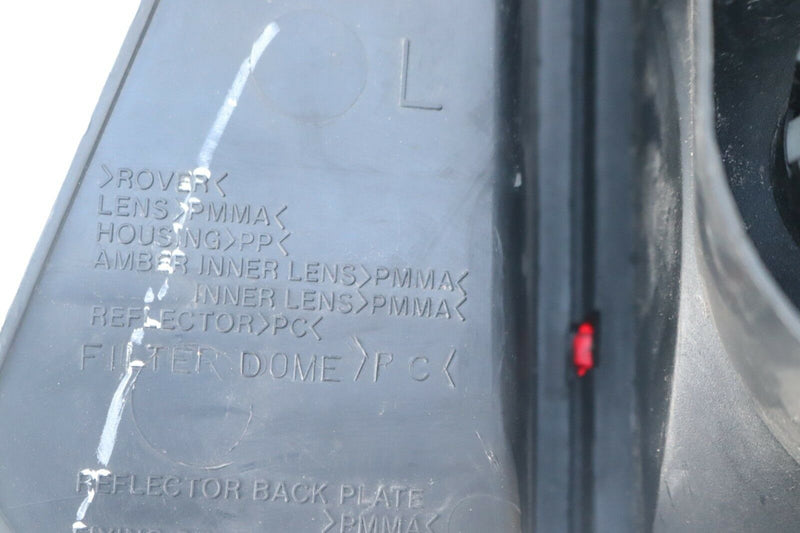 L
>ROVER<
LENS>PMMA<
HOUSING>PP<
AMBER INNER LENS>PMMA<
INNER LENS>PMMA<
REFLECTOR>PC<
FILTER DOME >PC<
REFLECTOR BACK PLATE
>PMMA<